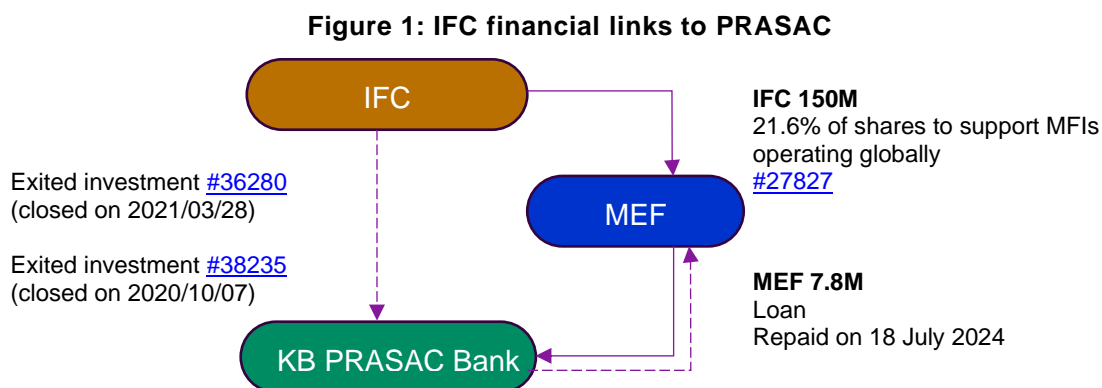 Figure 1: IFC financial links to PRASAC
IFC
IFC 150M
21.6% of shares to support MFIs
operating globally
#27827
Exited investment #36280
(closed on 2021/03/28)
MEF
Exited investment #38235
(closed on 2020/10/07)
MEF 7.8M
Loan
Repaid on 18 July 2024
KB PRASAC Bank